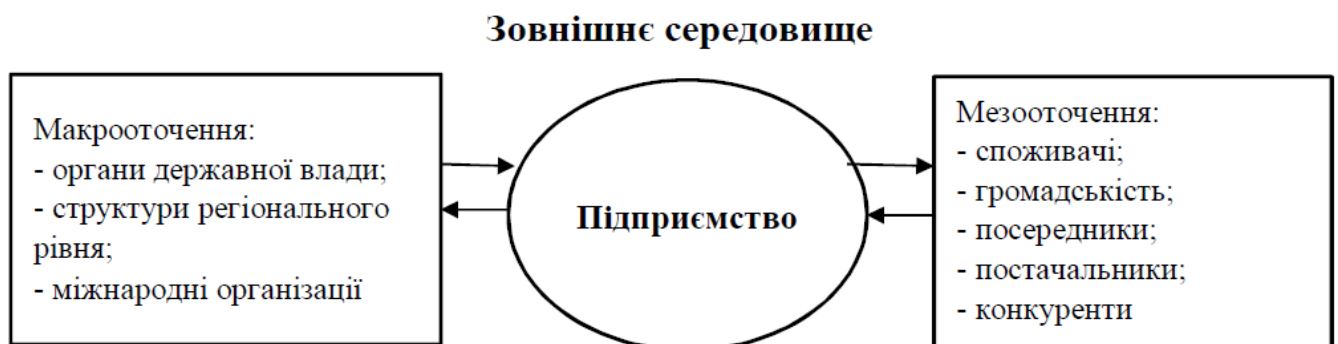 Зовнішнє середовище
Макрооточення:
- органи державної влади;
- структури регіонального
рівня;
- міжнародні організації
Підприємство
Мезооточення:
- споживачі;
- громадськість;
- посередники;
- постачальники;
- конкуренти